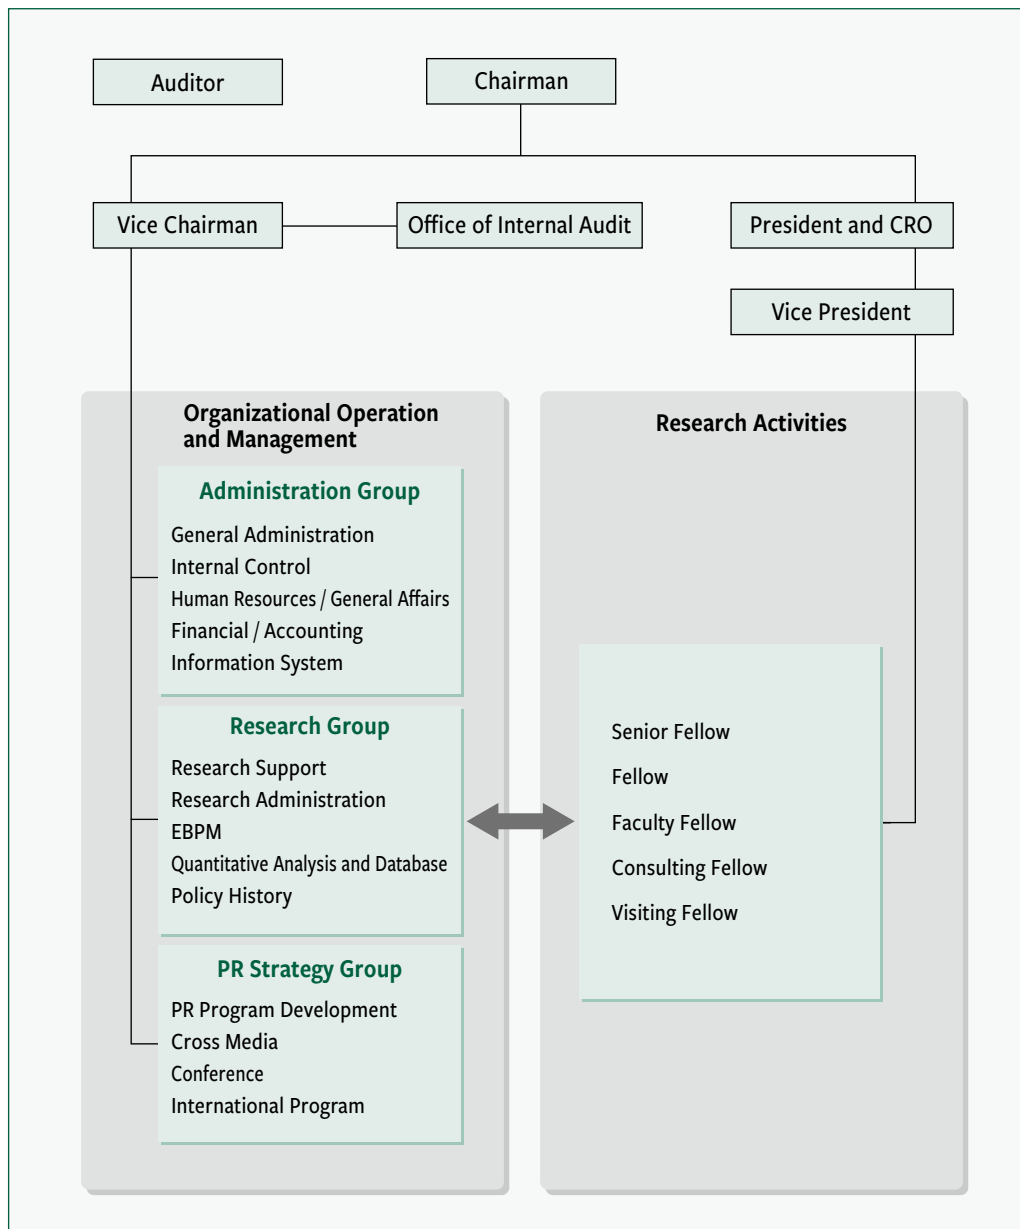 Auditor
Chairman
Vice Chairman
Office of Internal Audit
President and CRO
Vice President
Organizational Operation
and Management
Administration Group
General Administration
Internal Control
Human Resources / General Affairs
Financial / Accounting
Information System
Research Group
Research Support
Research Administration
EBPM
Quantitative Analysis and Database
Policy History
PR Strategy Group
PR Program Development
Cross Media
Conference
International Program
Research Activities
Senior Fellow
Fellow
Faculty Fellow
Consulting Fellow
Visiting Fellow